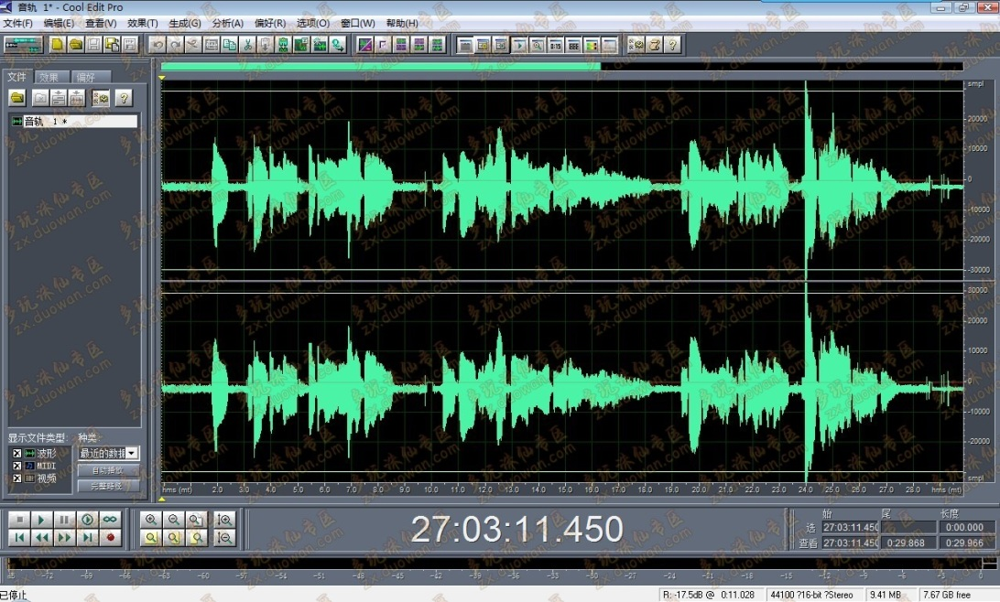 音轨 1* - Cool Edit Pro
文件(F) 编辑(E) 查看(V) 效果(T) 生成(G) 分析(A) 偏好(R) 选项(O) 窗口(W) 帮助(H)
文件 效果 偏好
音轨 1 *
smpl
20000
10000
0
-10000
-20000
-30000
30000
20000
10000
0
-10000
-20000
smpl
hms (mt) 2.0 3.0 4.0 5.0 6.0 7.0 8.0 9.0 10.0 11.0 12.0 13.0 14.0 15.0 16.0 17.0 18.0 19.0 20.0 21.0 22.0 23.0 24.0 25.0 26.0 27.0 28.0 hms (mt)
显示文件类型: 种类:
波形 最近的数据
MIDI 自动播放
视频 完整路径
27:03:11.450
始 尾 长度
选 27:03:11.450 0:00.000
查看 27:03:11.450 0:29.868 0:29.966
dB -72 -69 -66 -63 -60 -57 -54 -51 -48 -45 -42 -39 -36 -33 -30 -27 -24 -21 -18 -15 -12 -9 -6 -3 0
已停止 R: -17.5dB @ 0:11.028 44100 ?16-bit ?Stereo 9.41 MB 7.67 GB free
多玩诛仙专区
zx.duowan.com